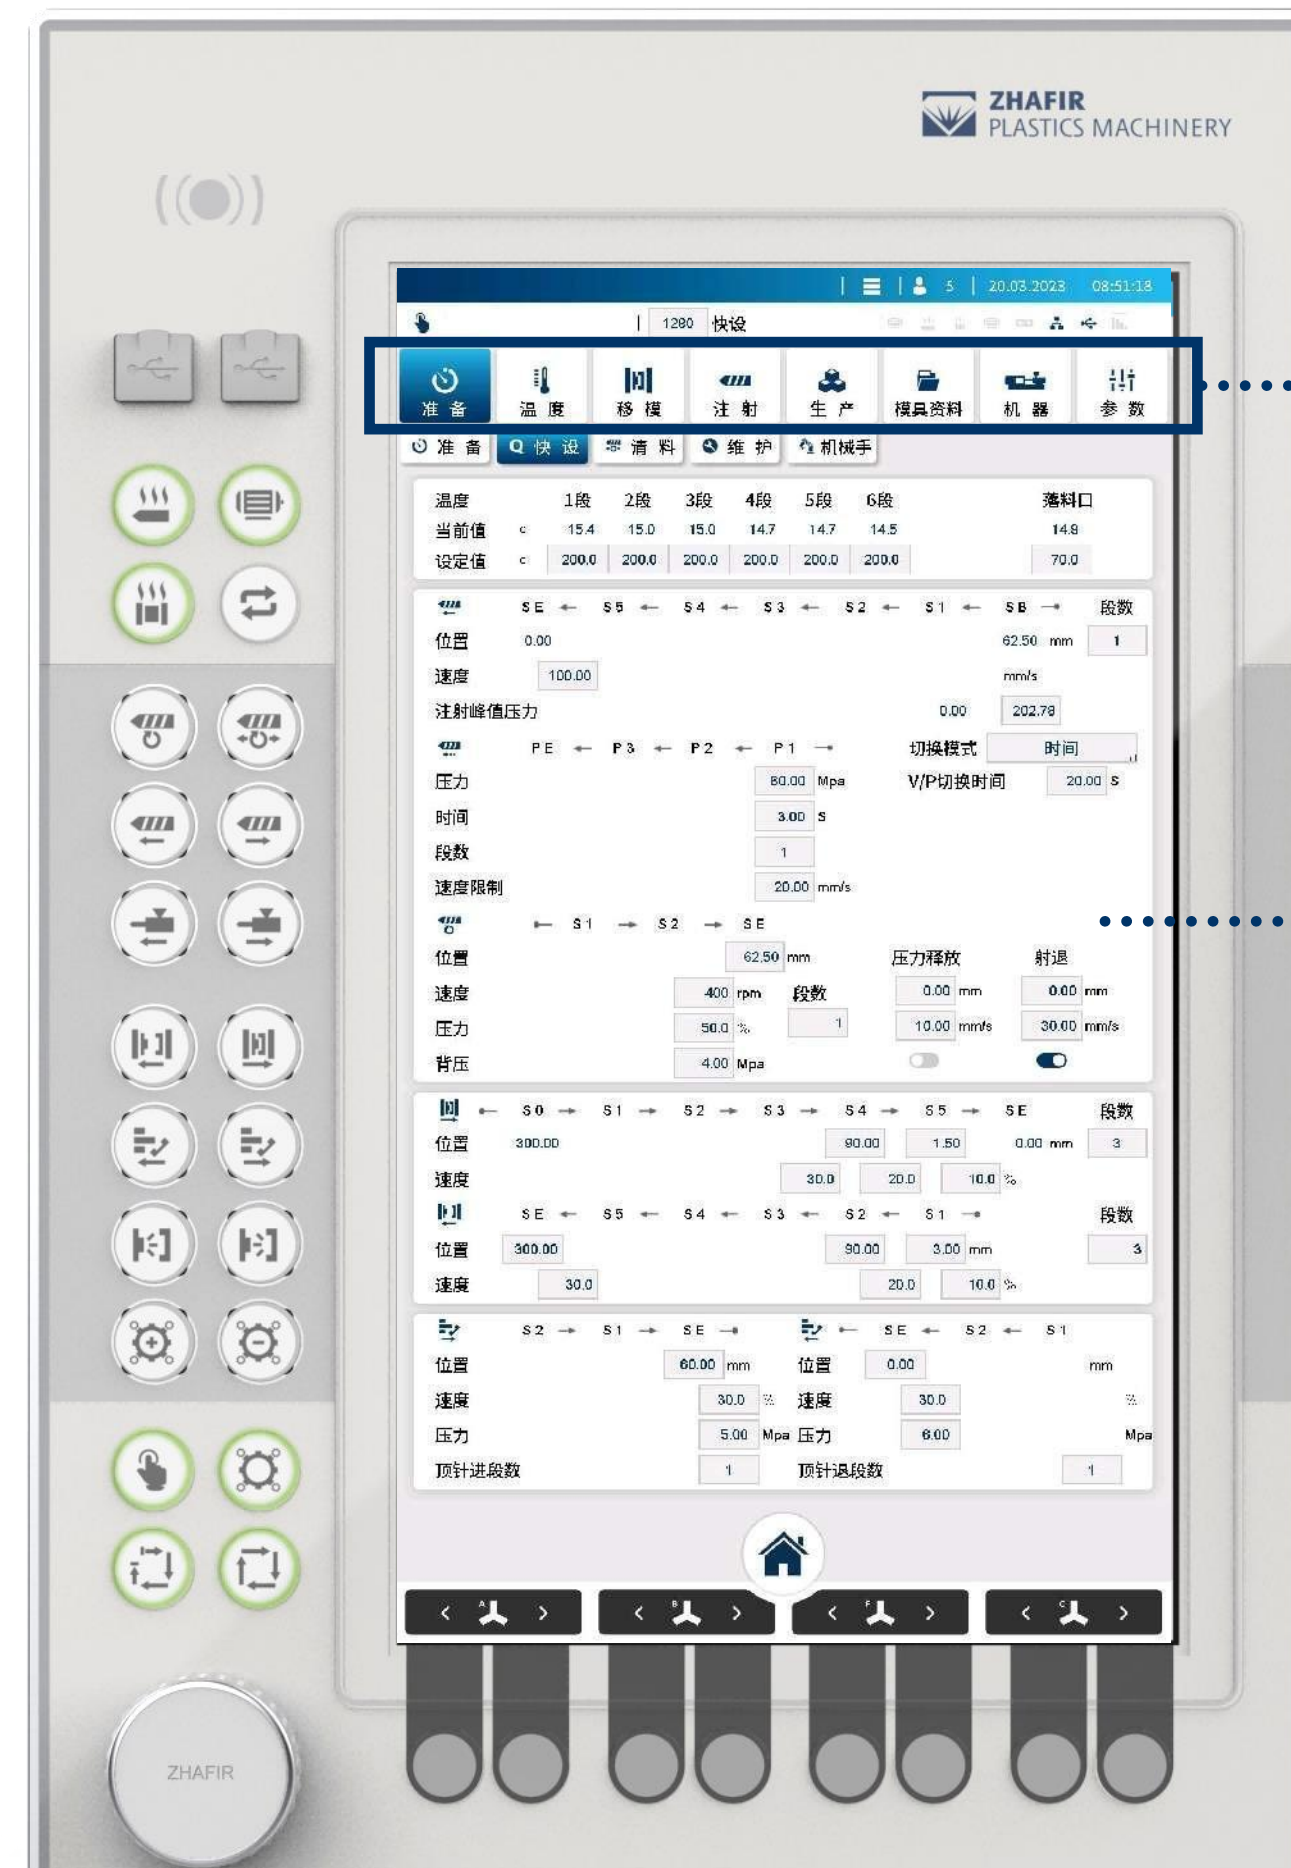 ZHAFIR
PLASTICS MACHINERY
5 20.03.2023 08:51:18
1280 快设
准备 温度 移模 注射 生产 模具资料 机器 参数
准备 快设 清料 维护 机械手
温度 1段 2段 3段 4段 5段 6段 落料口
当前值 c 15.4 15.0 15.0 14.7 14.7 14.5 14.8
设定值 c 200.0 200.0 200.0 200.0 200.0 200.0 70.0
SE ← S5 ← S4 ← S3 ← S2 ← S1 ← SB 段数
位置 0.00 62.50 mm 1
速度 100.00 mm/s
注射峰值压力 0.00 202.78
PE ← P3 ← P2 ← P1 切换模式 时间
压力 60.00 Mpa V/P切换时间 20.00 S
时间 3.00 S
段数 1
速度限制 20.00 mm/s
S1 → S2 → SE
位置 62.50 mm 压力释放 射退
速度 400 rpm 段数 0.00 mm 0.00 mm
压力 50.0 % 1 10.00 mm/s 30.00 mm/s
背压 4.00 Mpa
S0 → S1 → S2 → S3 → S4 → S5 → SE 段数
位置 300.00 90.00 1.50 0.00 mm 3
速度 30.0 20.0 10.0 %
SE ← S5 ← S4 ← S3 ← S2 ← S1 段数
位置 300.00 90.00 3.00 mm 3
速度 30.0 20.0 10.0 %
S2 → S1 → SE SE ← S2 ← S1
位置 60.00 mm 位置 0.00 mm
速度 30.0 % 速度 30.0 %
压力 5.00 Mpa 压力 6.00 Mpa
顶针进段数 1 顶针退段数 1
< A > < B > < F > < C >
ZHAFIR